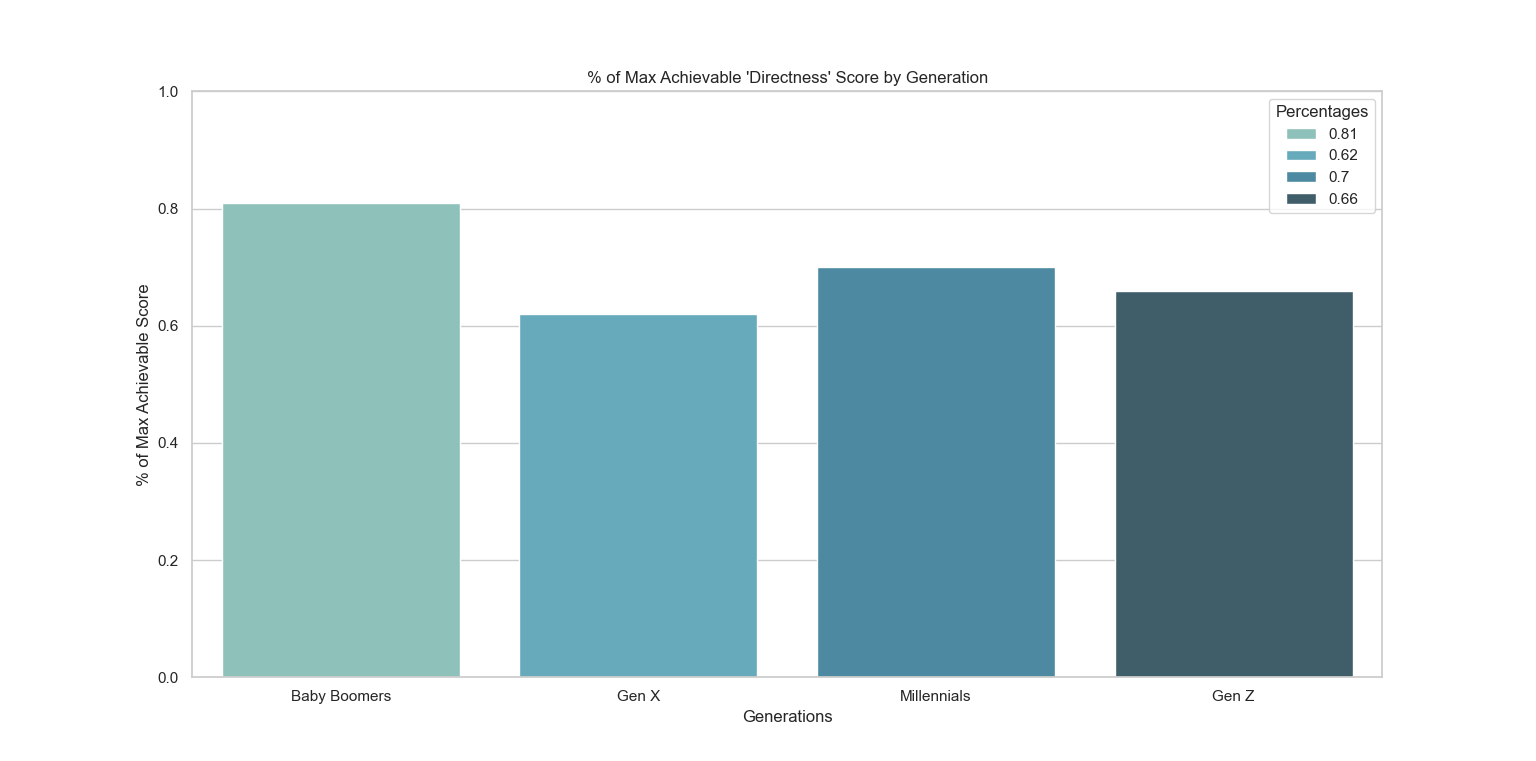 % of Max Achievable 'Directness' Score by Generation
% of Max Achievable Score
1.0
0.8
0.6
0.4
0.2
0.0
Percentages
0.81
0.62
0.7
0.66
Baby Boomers
Gen X
Millennials
Gen Z
Generations